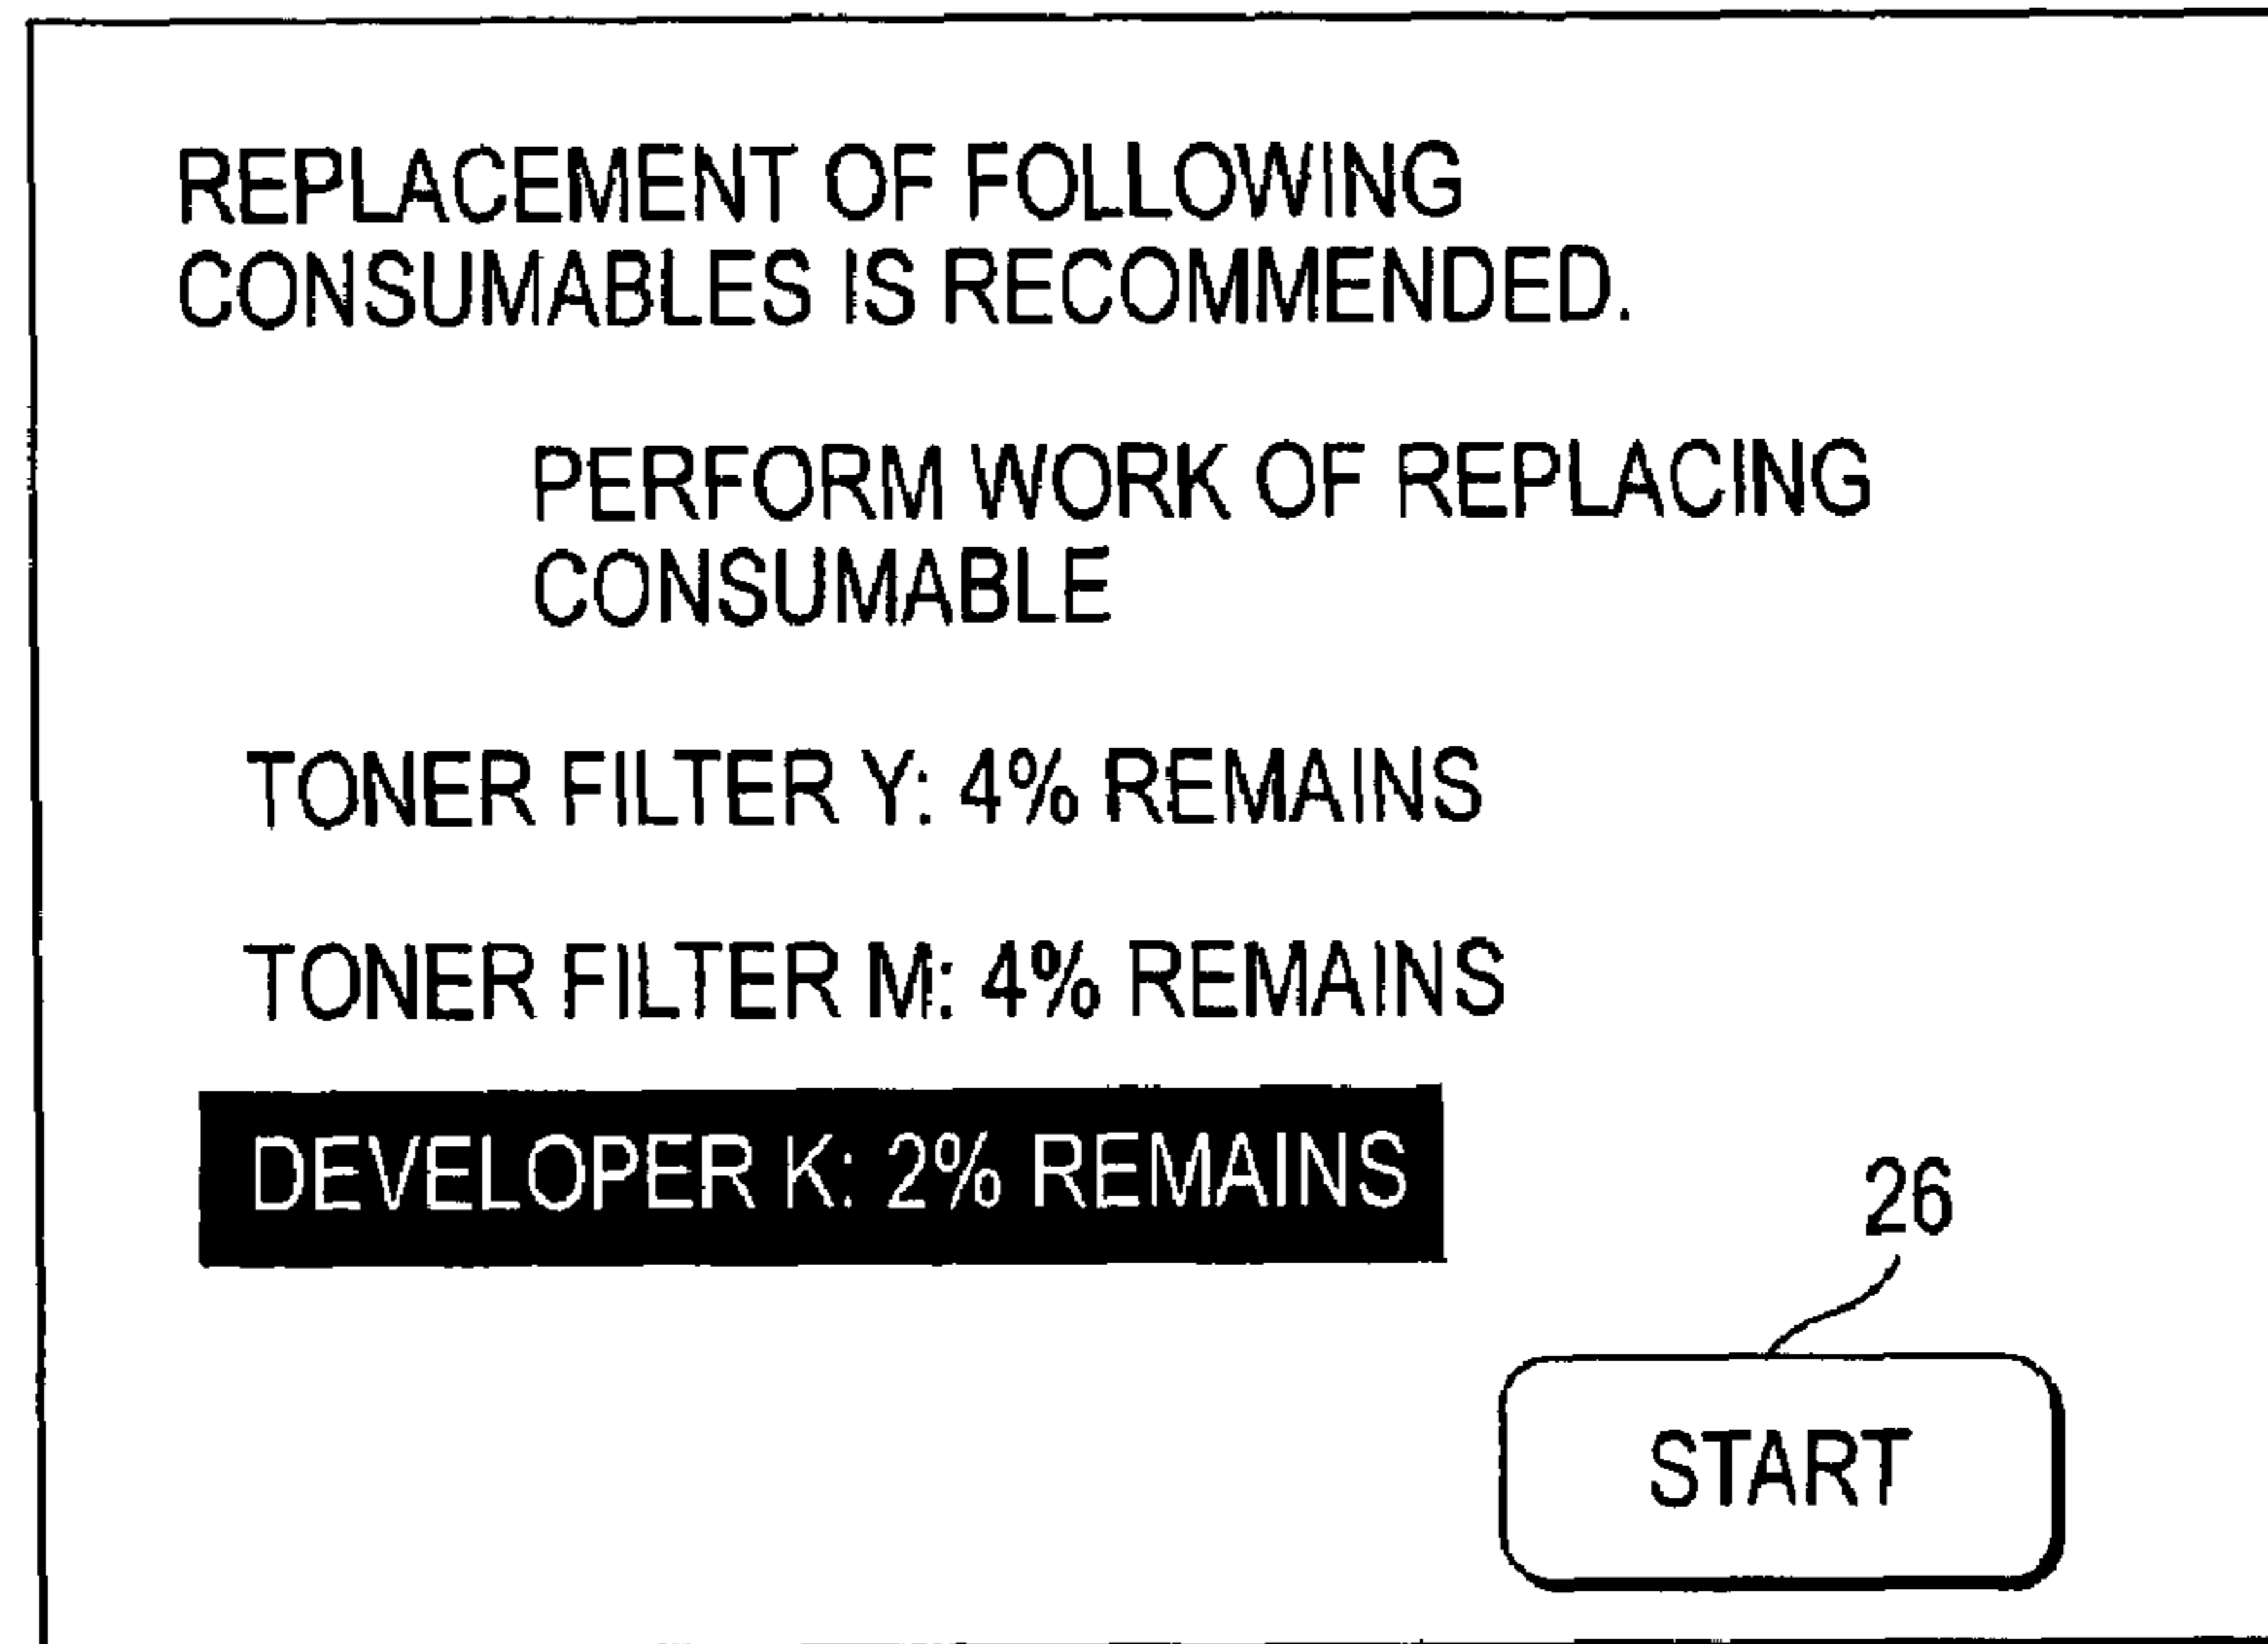 REPLACEMENT OF FOLLOWING
CONSUMABLES IS RECOMMENDED.
PERFORM WORK OF REPLACING
CONSUMABLE
TONER FILTER Y: 4% REMAINS
TONER FILTER M: 4% REMAINS
DEVELOPER K: 2% REMAINS
26
START